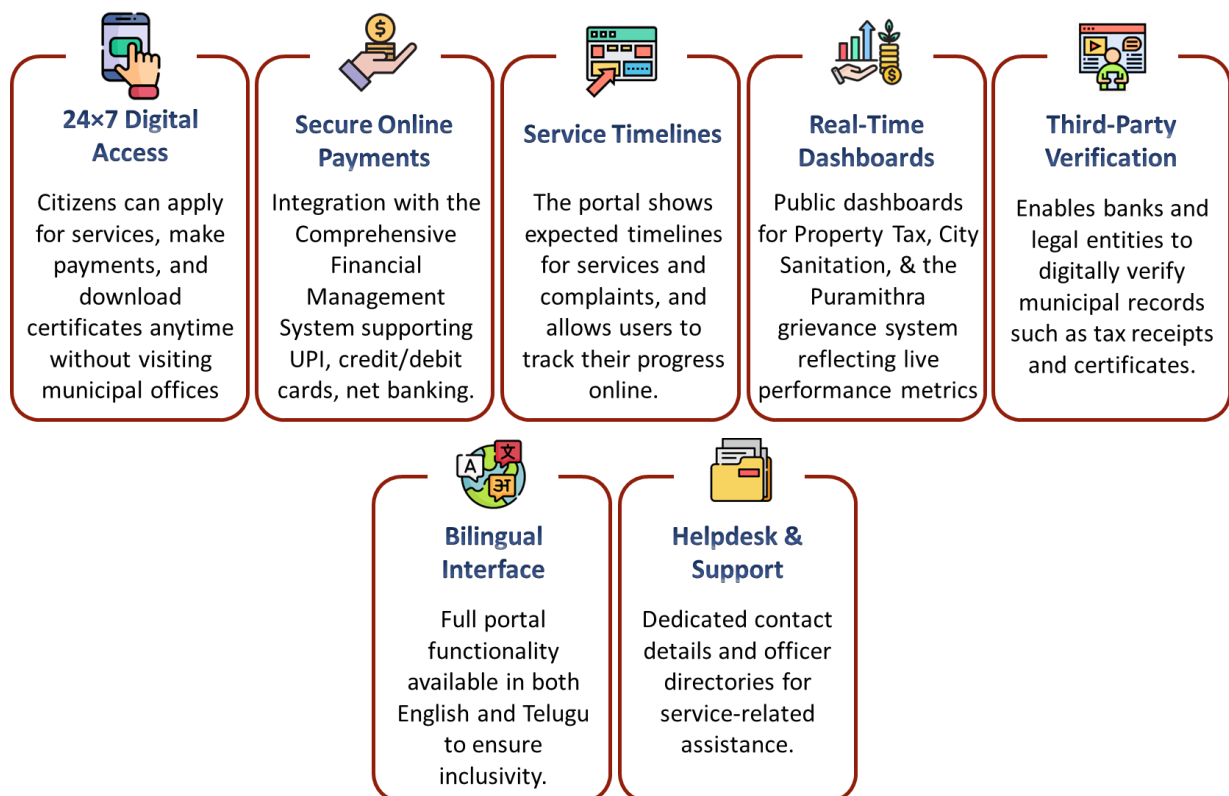 24×7 Digital
Access
Citizens can apply
for services, make
payments, and
download
certificates anytime
without visiting
municipal offices
Secure Online
Payments
Integration with the
Comprehensive
Financial
Management
System supporting
UPI, credit/debit
cards, net banking.
Service Timelines
The portal shows
expected timelines
for services and
complaints, and
allows users to
track their progress
online.
Real-Time
Dashboards
Public dashboards
for Property Tax, City
Sanitation, & the
Puramithra
grievance system
reflecting live
performance metrics
Third-Party
Verification
Enables banks and
legal entities to
digitally verify
municipal records
such as tax receipts
and certificates.
A
文
अ
Bilingual
Interface
Full portal
functionality
available in both
English and Telugu
to ensure
inclusivity.
Helpdesk &
Support
Dedicated contact
details and officer
directories for
service-related
assistance.